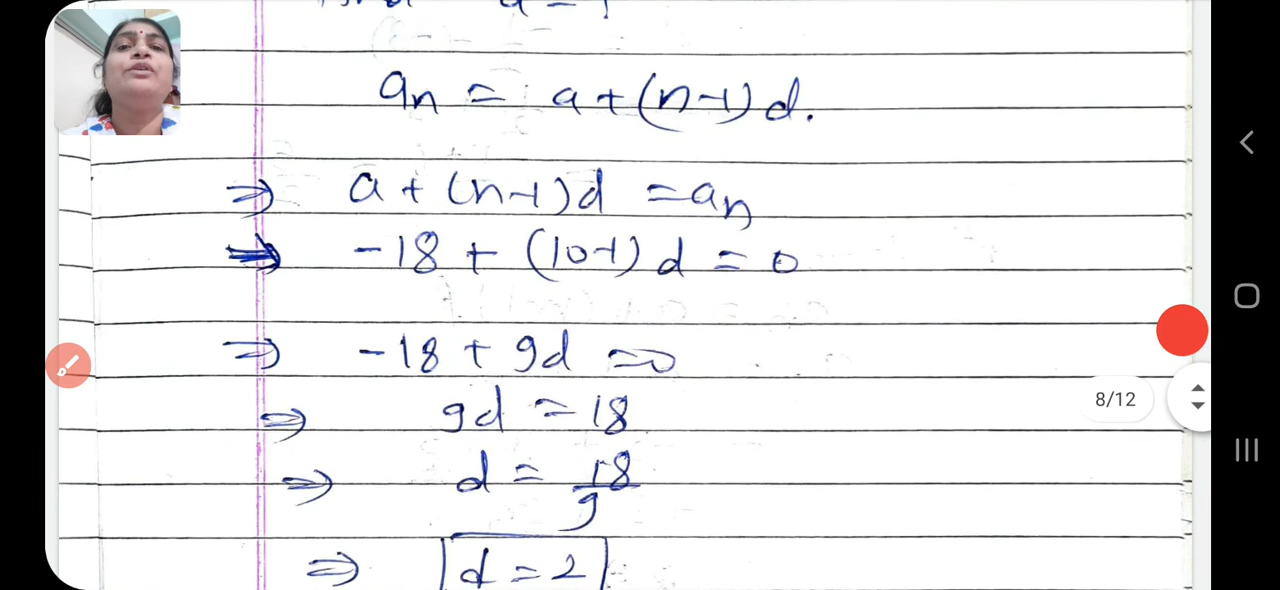 d = ?
an = a + (n-1) d.
⇒ a + (n-1) d = an
⇒ -18 + (10-1) d = 0
⇒ -18 + 9d = 0
⇒ 9d = 18
⇒ d = 18/9
⇒ d = 2
8/12